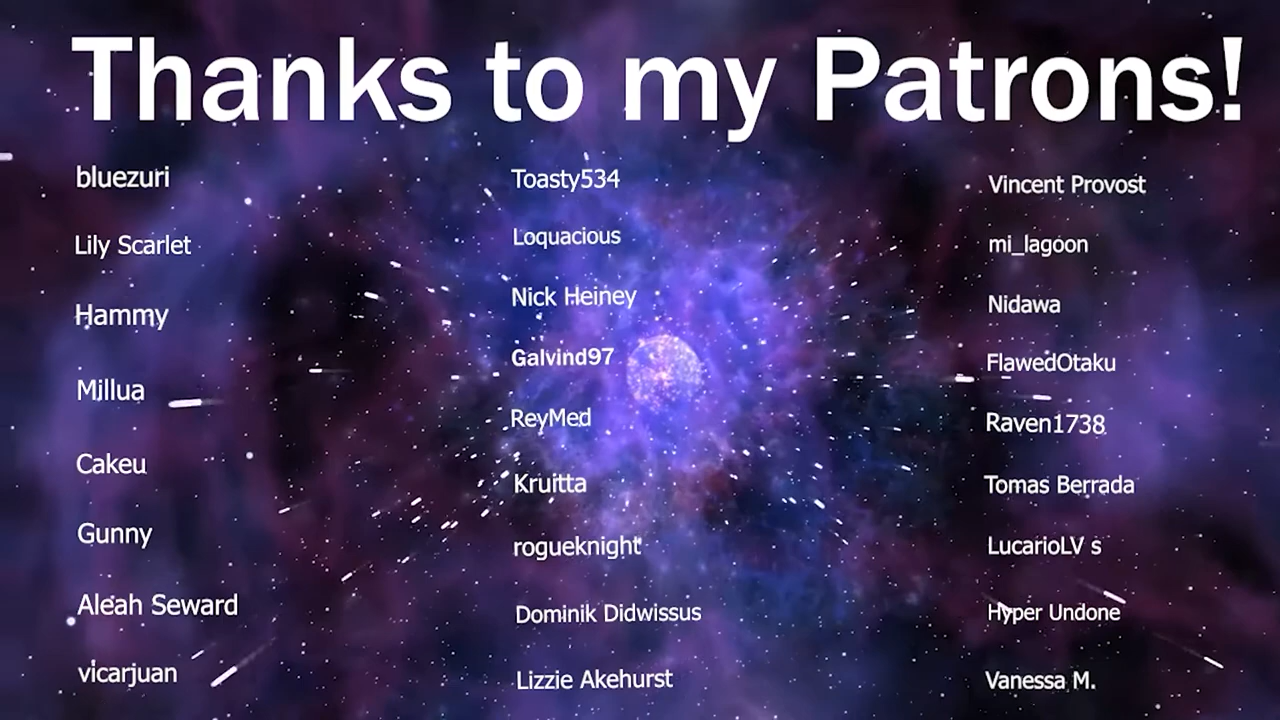 Thanks to my Patrons!
bluezuri
Lily Scarlet
Hammy
Millua
Cakeu
Gunny
Aleah Seward
vicarjuan
Toasty534
Loquacious
Nick Heiney
Galvind97
ReyMed
Kruitta
rogueknight
Dominik Didwissus
Lizzie Akehurst
Vincent Provost
mi_lagoon
Nidawa
FlawedOtaku
Raven1738
Tomas Berrada
LucarioLV s
Hyper Undone
Vanessa M.